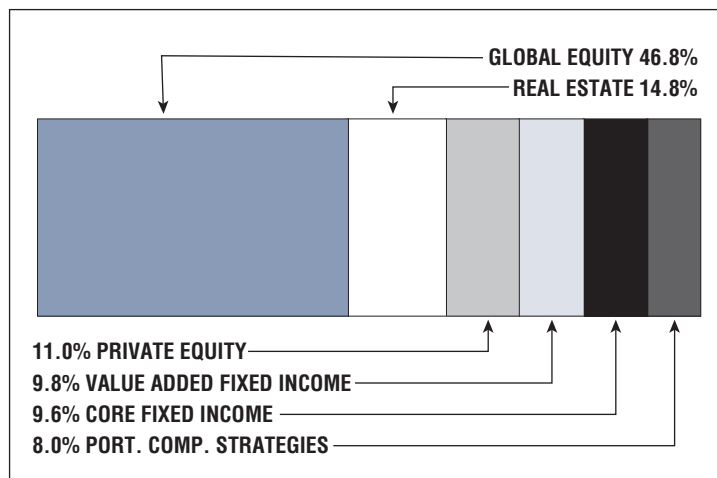 GLOBAL EQUITY 46.8%
REAL ESTATE 14.8%
11.0% PRIVATE EQUITY
9.8% VALUE ADDED FIXED INCOME
9.6% CORE FIXED INCOME
8.0% PORT. COMP. STRATEGIES